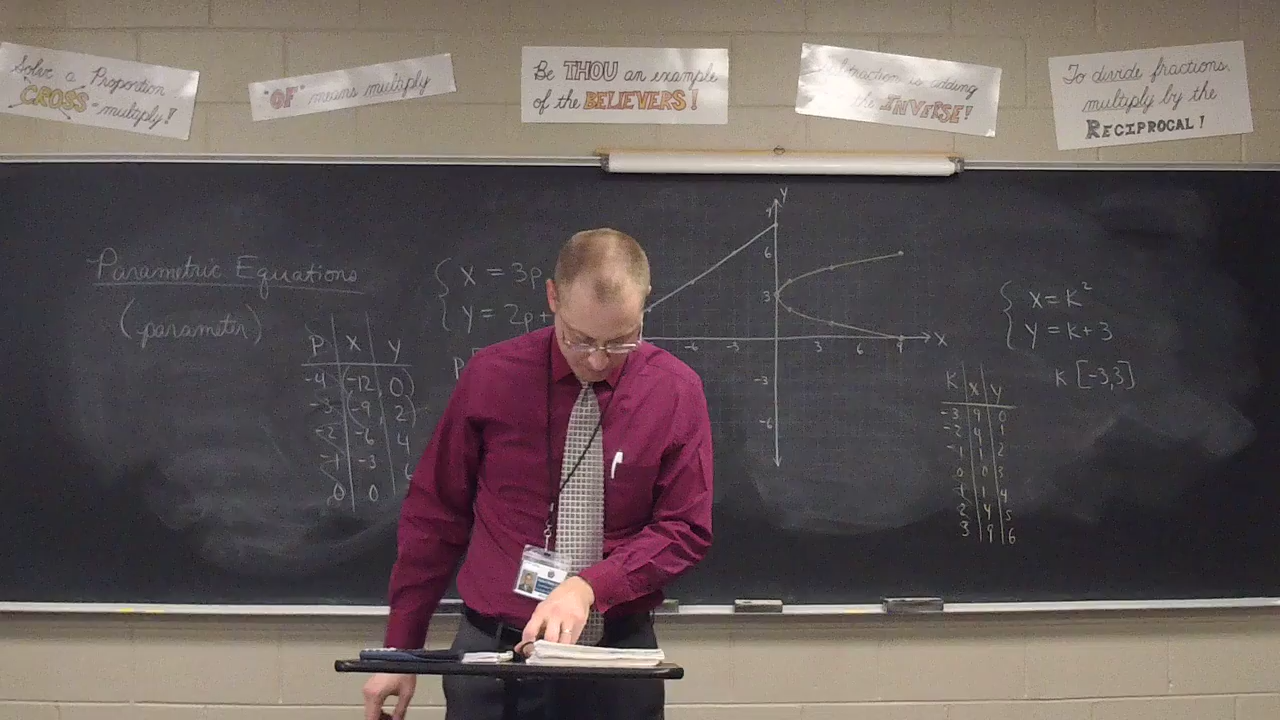 Solve a Proportion
CROSS-multiply!
"OF" means multiply
Be THOU an example
of the BELIEVERS!
Subtraction is adding
the INVERSE!
To divide fractions,
multiply by the
RECIPROCAL!
Parametric Equations
(parameter)
P X Y
-4 (-12, 0)
-3 (-9, 2)
-2 -6 4
-1 -3
0 0
x = 3p
y = 2p+
P
Y
6
3
-6 -3 3 6 9 X
-3
-6
x = k²
y = k + 3
k [-3,3]
K X Y
-3 9 0
-2 4 1
-1 1 2
0 0 3
1 1 4
2 4 5
3 9 6